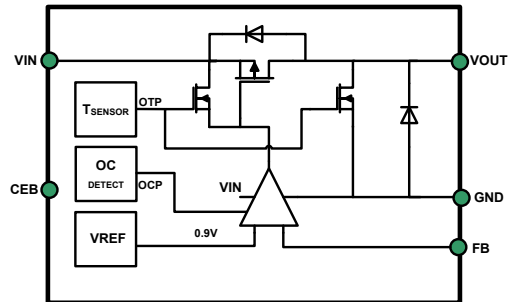 VIN
VOUT
TSENSOR
OTP
OC
DETECT
OCP
CEB
VIN
GND
VREF
0.9V
FB